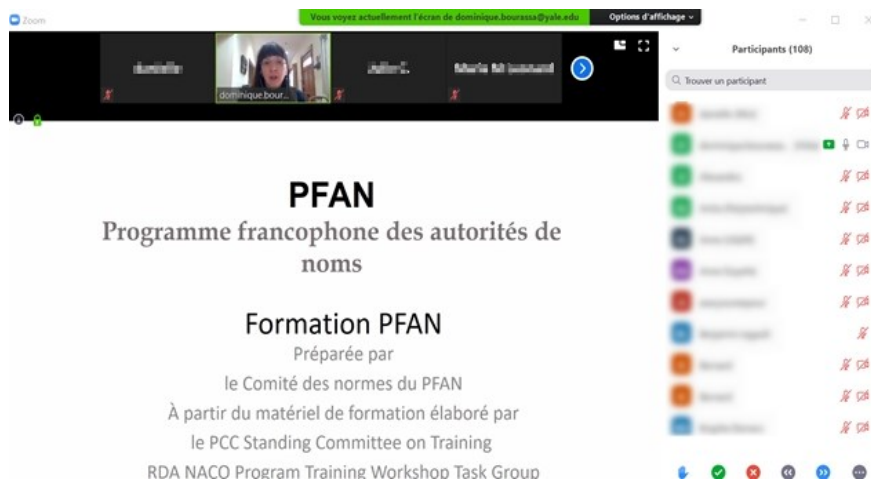 Zoom
Vous voyez actuellement l'écran de dominique.bourassa@yale.edu
Options d'affichage
dominique.bour...
Participants (108)
Trouver un participant
PFAN
Programme francophone des autorités de
noms
Formation PFAN
Préparée par
le Comité des normes du PFAN
À partir du matériel de formation élaboré par
le PCC Standing Committee on Training
RDA NACO Program Training Workshop Task Group